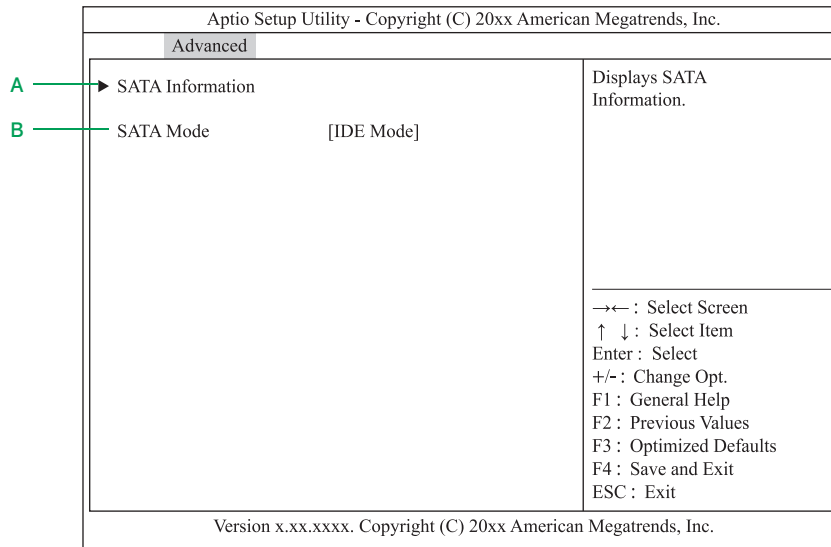 Aptio Setup Utility - Copyright (C) 20xx American Megatrends, Inc.
Advanced
A ▶ SATA Information
B SATA Mode [IDE Mode]
Displays SATA
Information.
→← : Select Screen
↑ ↓ : Select Item
Enter : Select
+/- : Change Opt.
F1 : General Help
F2 : Previous Values
F3 : Optimized Defaults
F4 : Save and Exit
ESC : Exit
Version x.xx.xxxx. Copyright (C) 20xx American Megatrends, Inc.